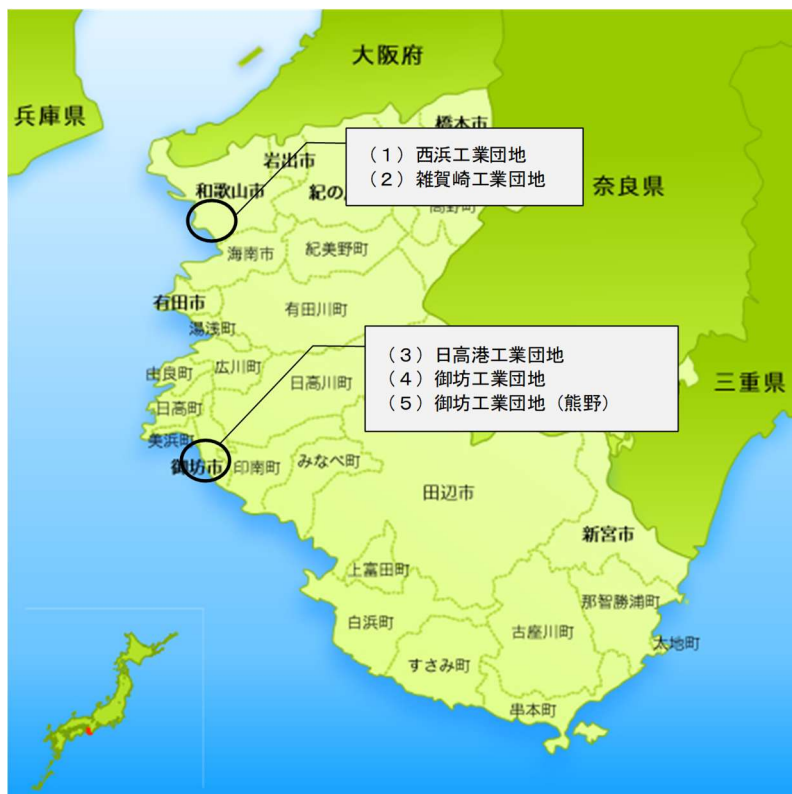 大阪府
兵庫県
橋本市
(1)西浜工業団地
(2)雑賀崎工業団地
岩出市
和歌山市
紀の
奈良県
高野町
海南市
紀美野町
有田市
有田川町
湯浅町
(3)日高港工業団地
(4)御坊工業団地
(5)御坊工業団地(熊野)
由良町
広川町
日高川町
三重県
日高町
美浜町
御坊市
印南町
みなべ町
田辺市
新宮市
上富田町
那智勝浦町
白浜町
古座川町
太地町
すさみ町
串本町